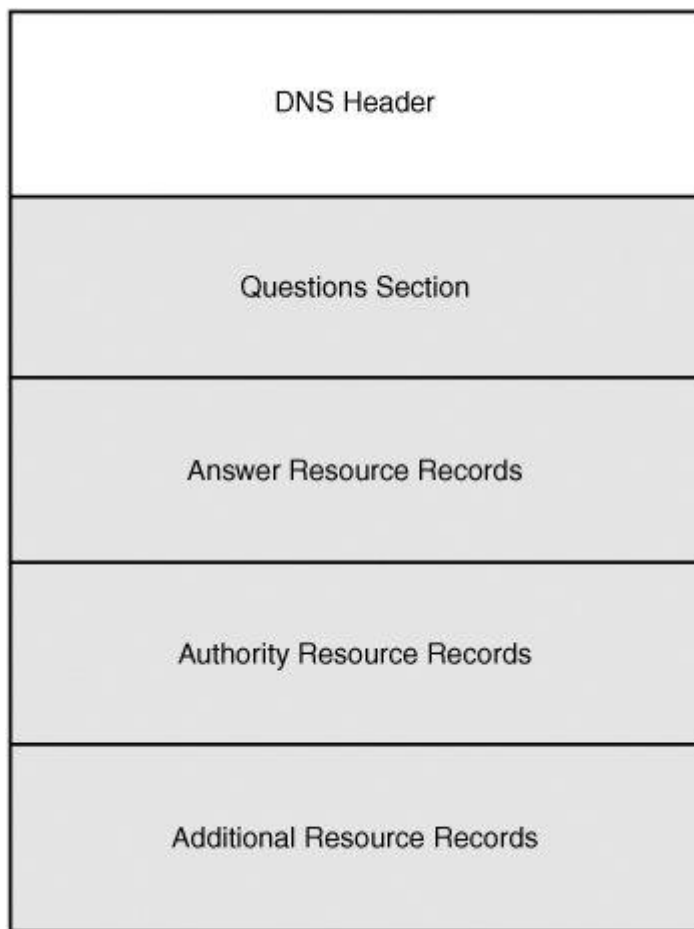 DNS Header
Questions Section
Answer Resource Records
Authority Resource Records
Additional Resource Records